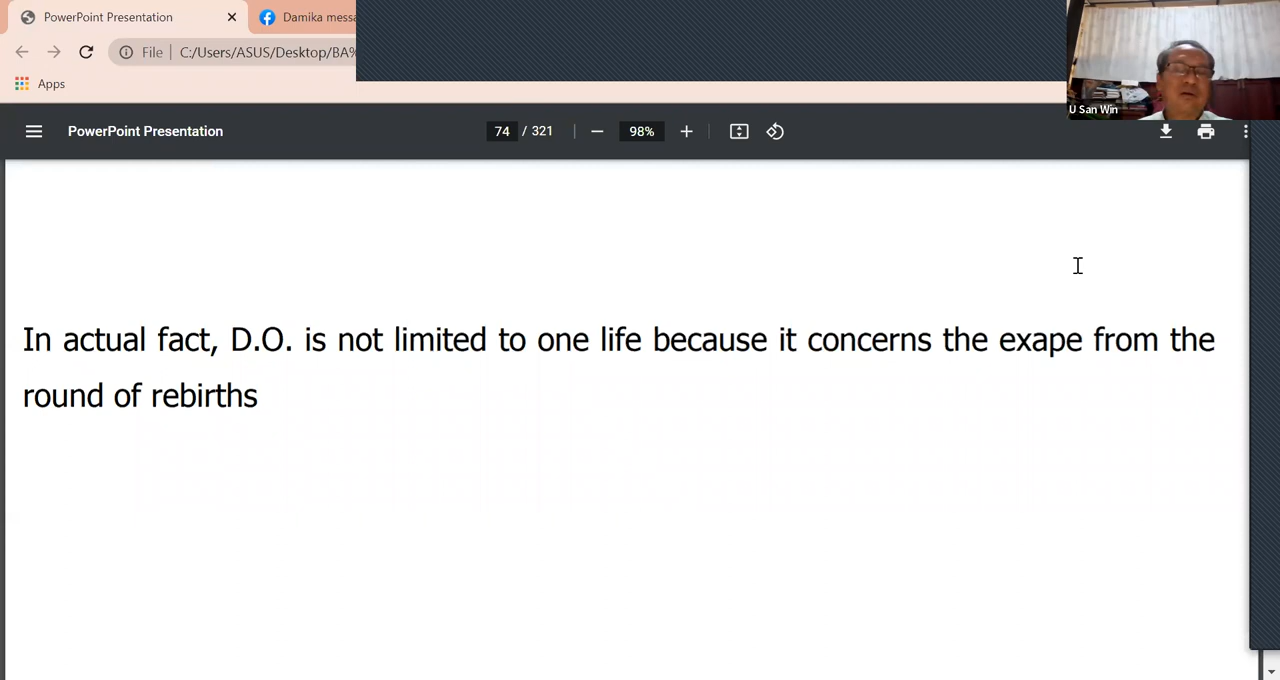 PowerPoint Presentation
Damika messa
File
C:/Users/ASUS/Desktop/BA%
Apps
U San Win
PowerPoint Presentation
74 / 321
98%
In actual fact, D.O. is not limited to one life because it concerns the exape from the
round of rebirths